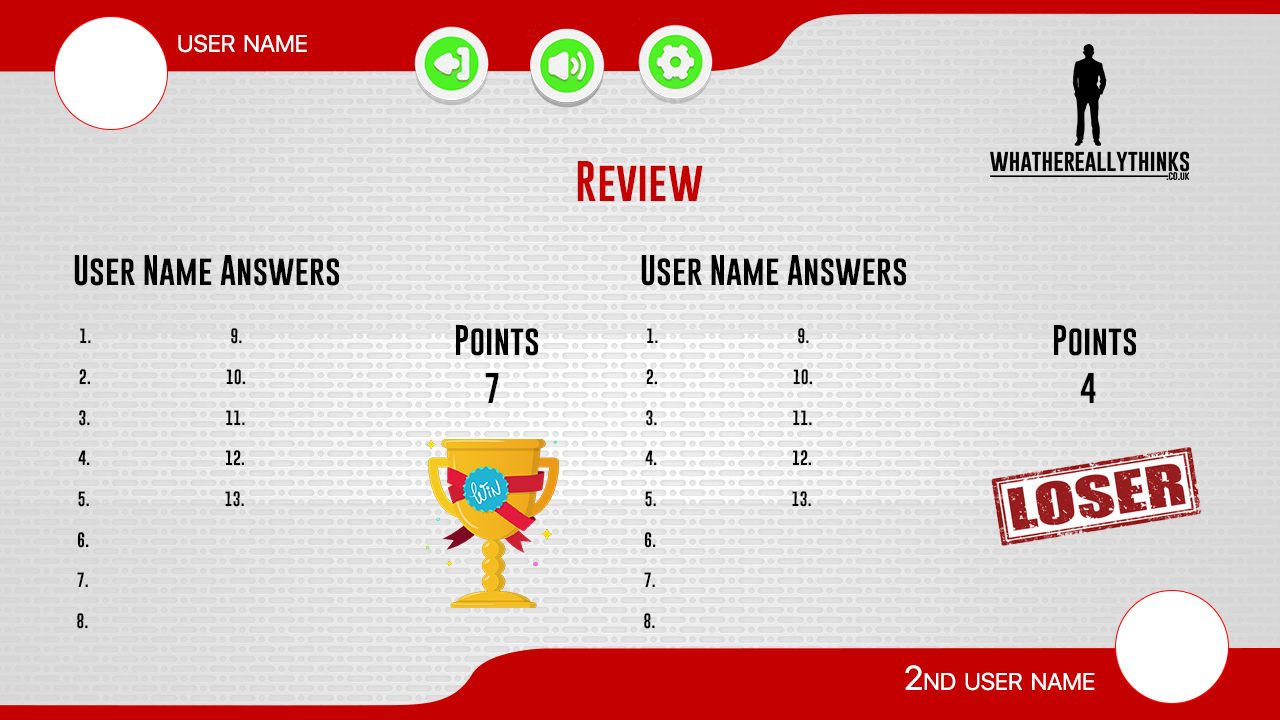 USER NAME
WHATHEREALLYTHINKS
.CO.UK
REVIEW
USER NAME ANSWERS
1.
2.
3.
4.
5.
6.
7.
8.
9.
10.
11.
12.
13.
POINTS
7
WIN
USER NAME ANSWERS
1.
2.
3.
4.
5.
6.
7.
8.
9.
10.
11.
12.
13.
POINTS
4
LOSER
2ND USER NAME